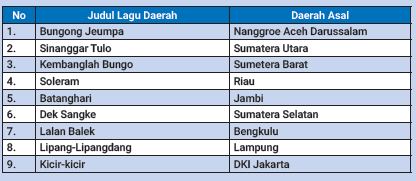 No Judul Lagu Daerah Daerah Asal
1. Bungong Jeumpa Nanggroe Aceh Darussalam
2. Sinanggar Tulo Sumatera Utara
3. Kembanglah Bungo Sumetera Barat
4. Soleram Riau
5. Batanghari Jambi
6. Dek Sangke Sumatera Selatan
7. Lalan Balek Bengkulu
8. Lipang-Lipangdang Lampung
9. Kicir-kicir DKI Jakarta